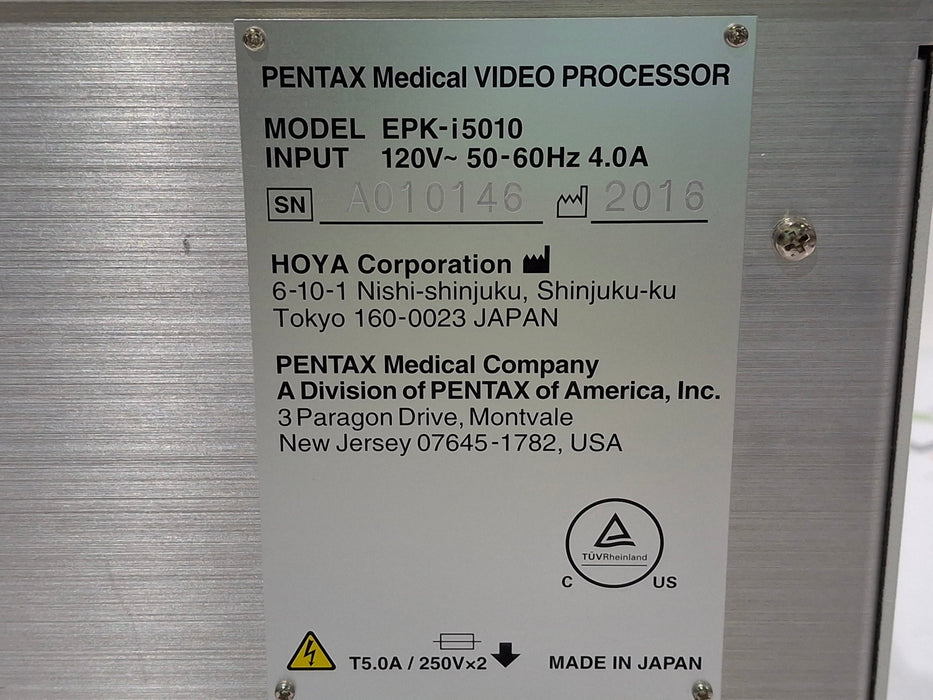 PENTAX Medical VIDEO PROCESSOR
MODEL EPK-i5010
INPUT 120V~ 50-60Hz 4.0A
SN A010146 2016
HOYA Corporation
6-10-1 Nishi-shinjuku, Shinjuku-ku
Tokyo 160-0023 JAPAN
PENTAX Medical Company
A Division of PENTAX of America, Inc.
3 Paragon Drive, Montvale
New Jersey 07645-1782, USA
TÜVRheinland
C US
T5.0A / 250V×2 MADE IN JAPAN